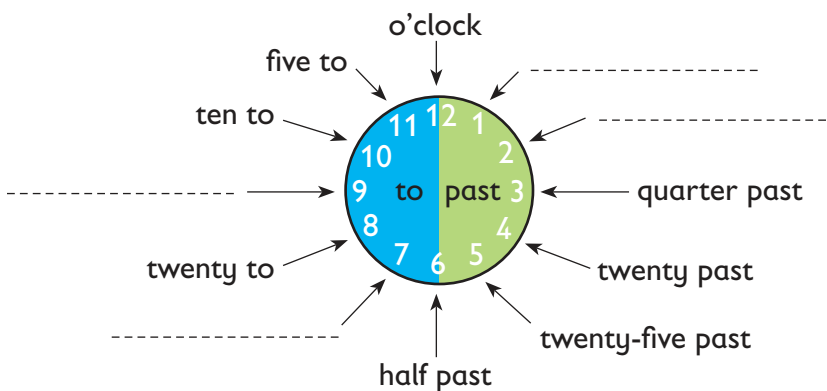 o’clock
five to
ten to
11 12 1
10 2
9 to past 3
8 4
7 6 5
quarter past
twenty to
twenty past
twenty-five past
half past